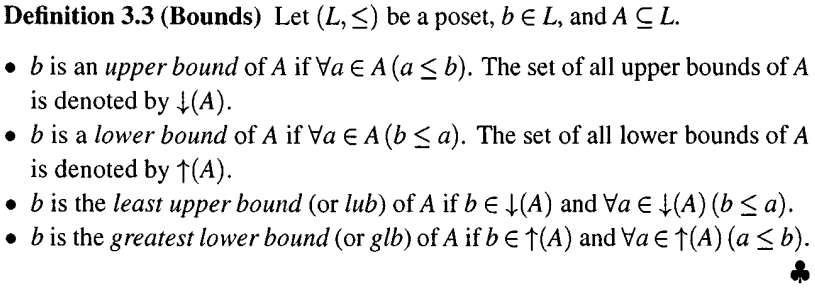 Definition 3.3 (Bounds) Let (L, ≤) be a poset, b ∈ L, and A ⊆ L.
• b is an upper bound of A if ∀a ∈ A (a ≤ b). The set of all upper bounds of A
is denoted by ↓(A).
• b is a lower bound of A if ∀a ∈ A (b ≤ a). The set of all lower bounds of A
is denoted by ↑(A).
• b is the least upper bound (or lub) of A if b ∈ ↓(A) and ∀a ∈ ↓(A) (b ≤ a).
• b is the greatest lower bound (or glb) of A if b ∈ ↑(A) and ∀a ∈ ↑(A) (a ≤ b).
♣